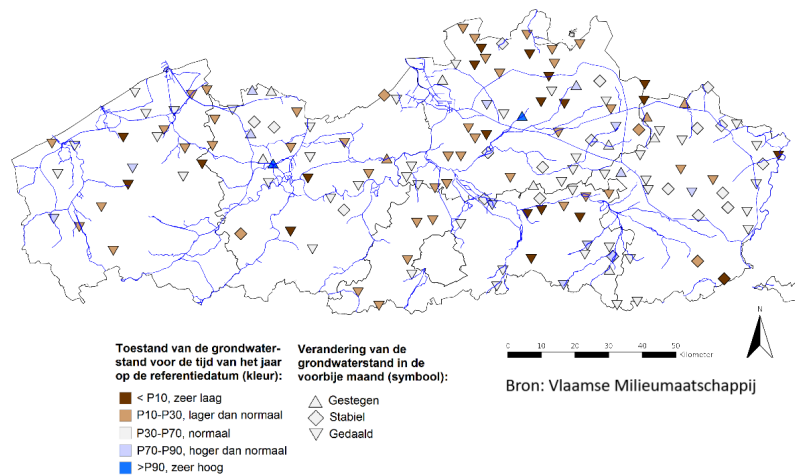 N
0 10 20 30 40 50
Kilometer
Bron: Vlaamse Milieumaatschappij
Toestand van de grondwater-
stand voor de tijd van het jaar
op de referentiedatum (kleur):
< P10, zeer laag
P10-P30, lager dan normaal
P30-P70, normaal
P70-P90, hoger dan normaal
>P90, zeer hoog
Verandering van de
grondwaterstand in de
voorbije maand (symbool):
Gestegen
Stabiel
Gedaald